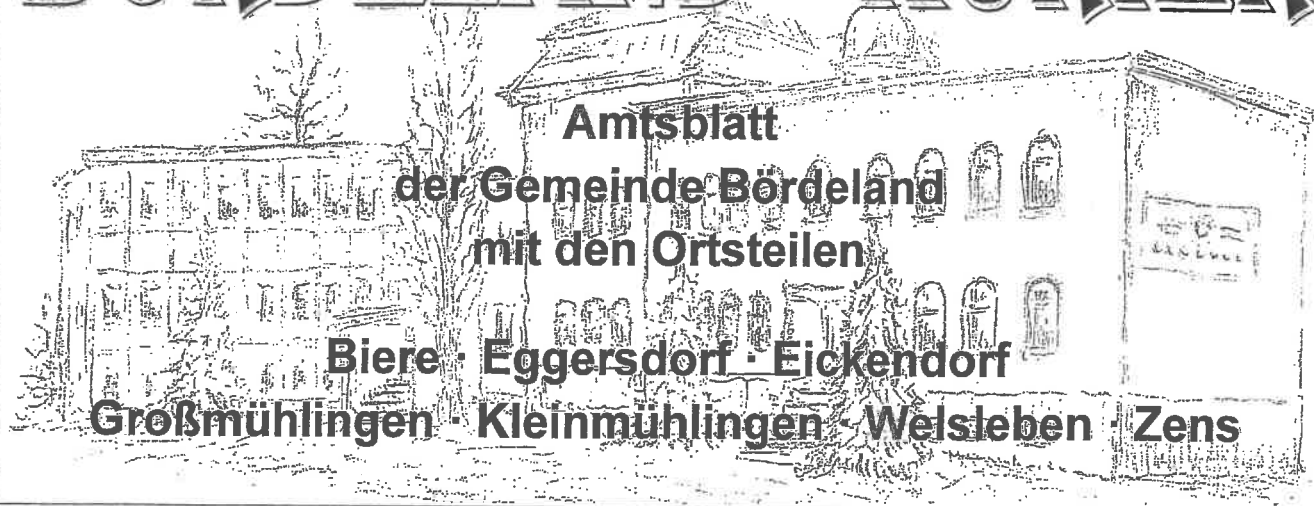 Amtsblatt
der Gemeinde Bördeland
mit den Ortsteilen
Biere · Eggersdorf · Eickendorf
Großmühlingen · Kleinmühlingen · Welsleben · Zens